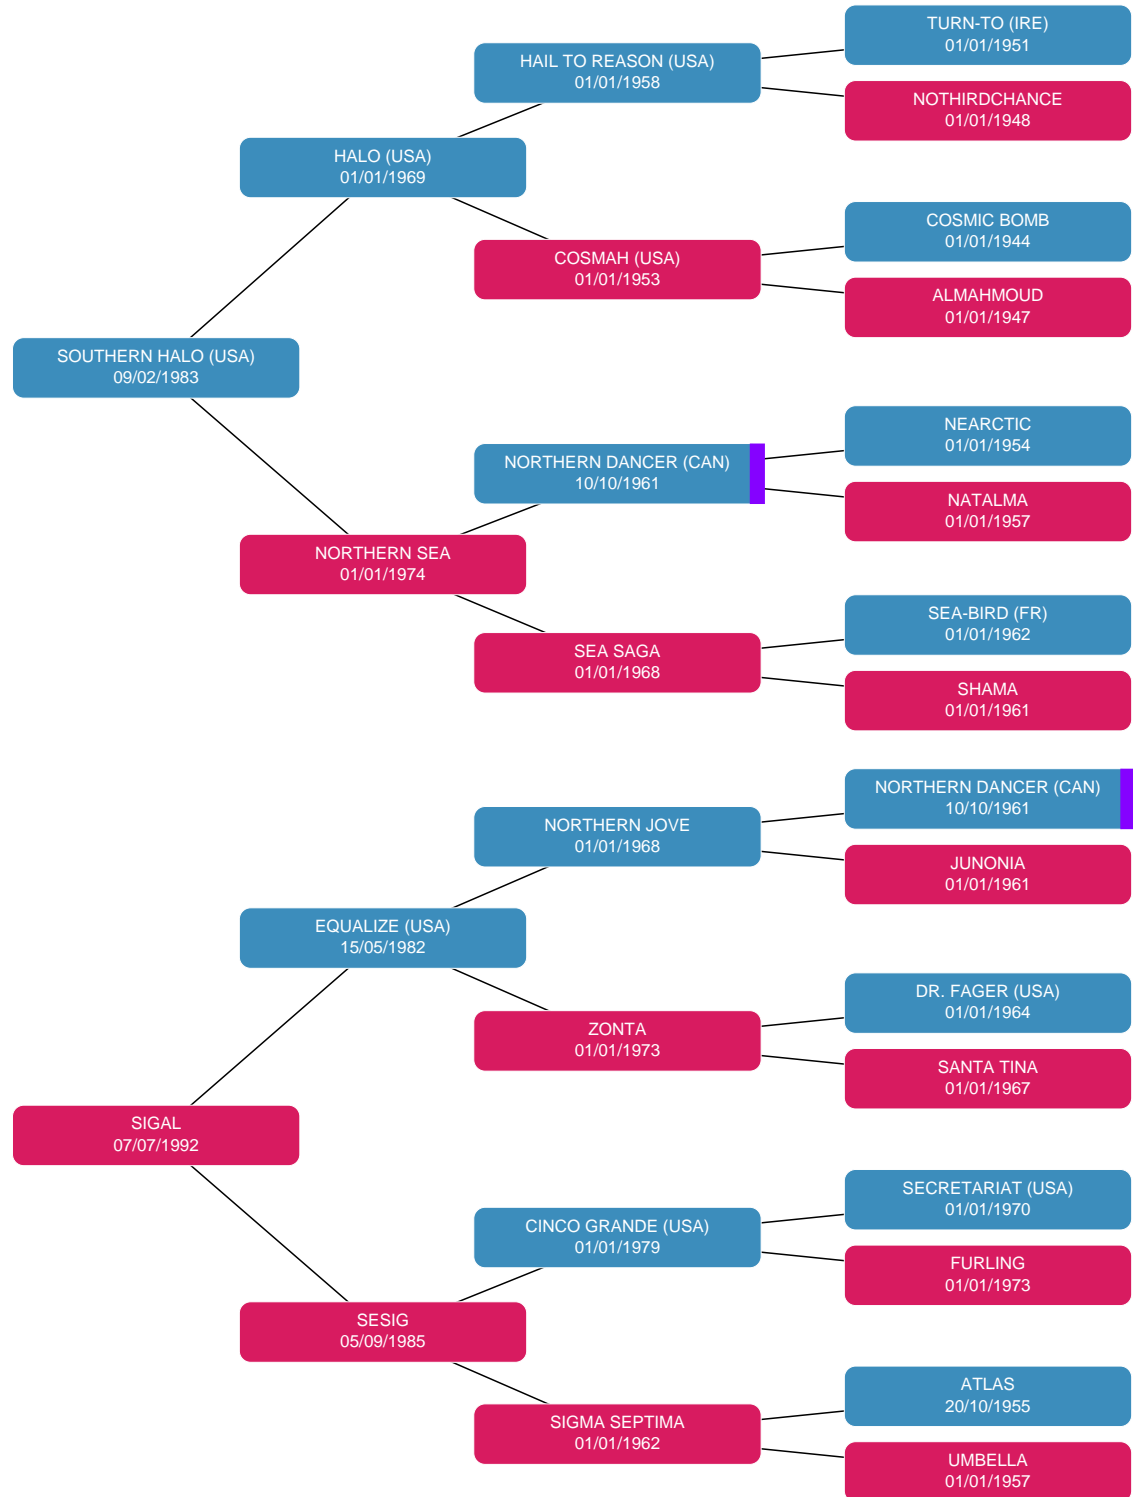 TURN-TO (IRE)
01/01/1951
HAIL TO REASON (USA)
01/01/1958
NOTHIRDCHANCE
01/01/1948
HALO (USA)
01/01/1969
COSMIC BOMB
01/01/1944
COSMAH (USA)
01/01/1953
ALMAHMOUD
01/01/1947
SOUTHERN HALO (USA)
09/02/1983
NEARCTIC
01/01/1954
NORTHERN DANCER (CAN)
10/10/1961
NATALMA
01/01/1957
NORTHERN SEA
01/01/1974
SEA-BIRD (FR)
01/01/1962
SEA SAGA
01/01/1968
SHAMA
01/01/1961
NORTHERN DANCER (CAN)
10/10/1961
NORTHERN JOVE
01/01/1968
JUNONIA
01/01/1961
EQUALIZE (USA)
15/05/1982
DR. FAGER (USA)
01/01/1964
ZONTA
01/01/1973
SANTA TINA
01/01/1967
SIGAL
07/07/1992
SECRETARIAT (USA)
01/01/1970
CINCO GRANDE (USA)
01/01/1979
FURLING
01/01/1973
SESIG
05/09/1985
ATLAS
20/10/1955
SIGMA SEPTIMA
01/01/1962
UMBELLA
01/01/1957